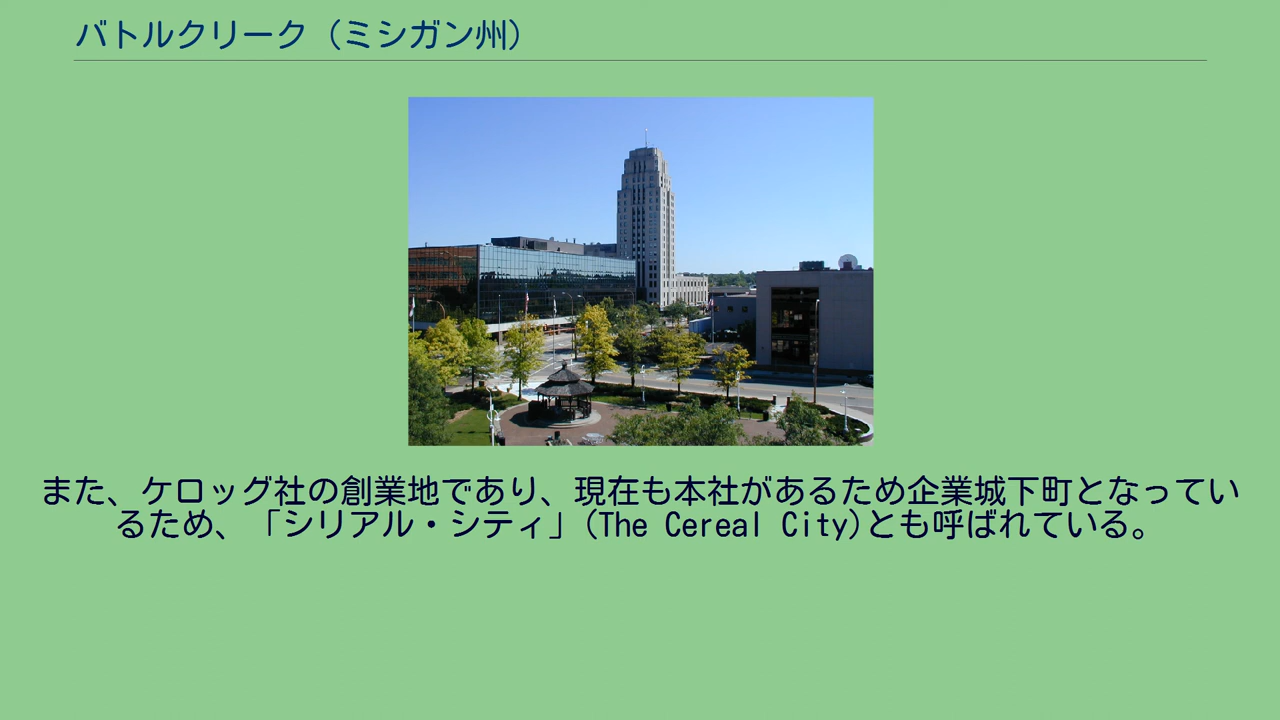 バトルクリーク（ミシガン州）
また、ケロッグ社の創業地であり、現在も本社があるため企業城下町となってい
るため、「シリアル・シティ」(The Cereal City)とも呼ばれている。